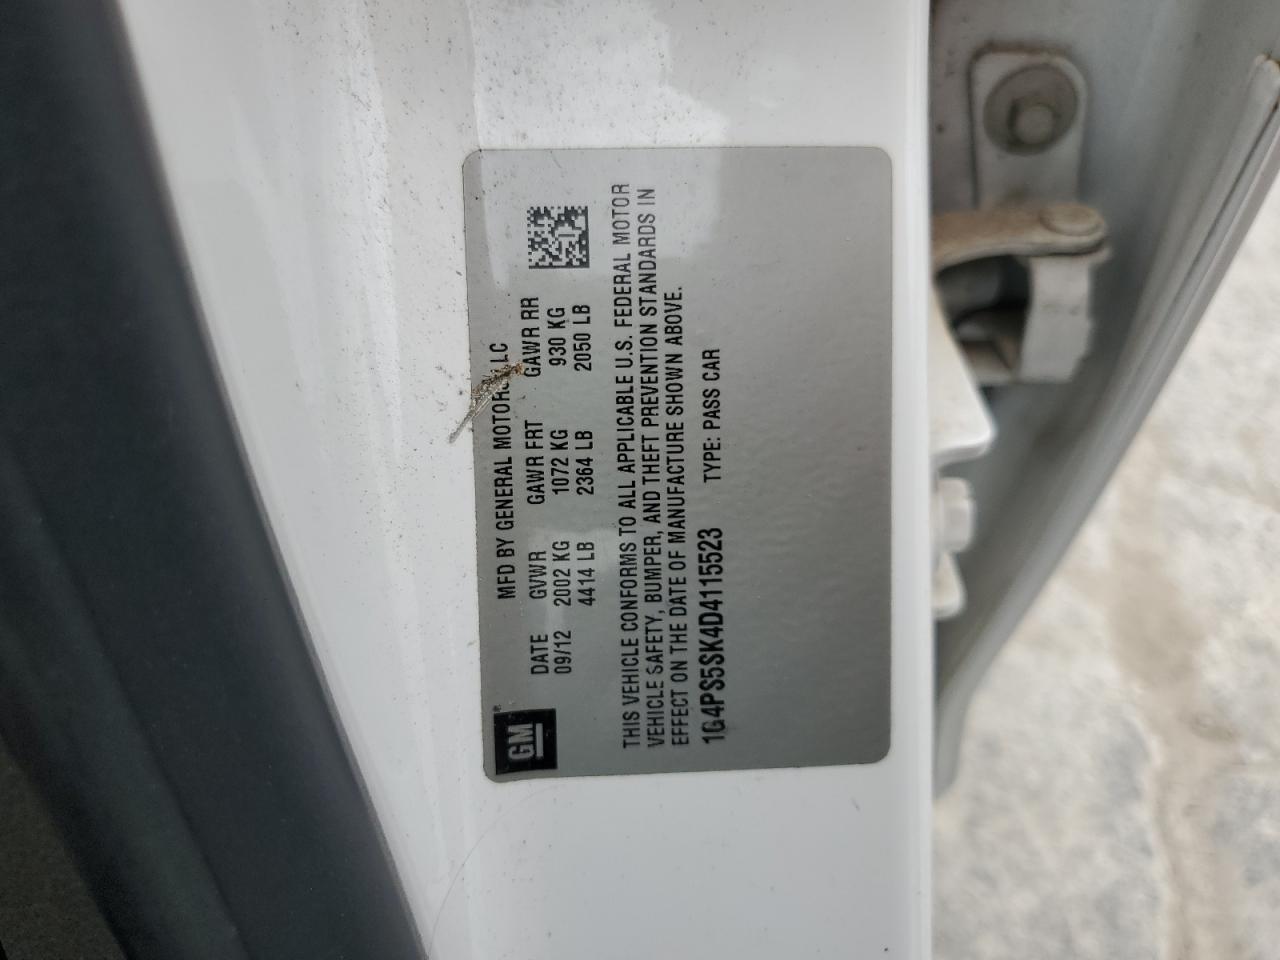 GM
MFD BY GENERAL MOTORS LLC
DATE GVWR GAWR FRT GAWR RR
09/12 2002 KG 1072 KG 930 KG
4414 LB 2364 LB 2050 LB
THIS VEHICLE CONFORMS TO ALL APPLICABLE U.S. FEDERAL MOTOR
VEHICLE SAFETY, BUMPER, AND THEFT PREVENTION STANDARDS IN
EFFECT ON THE DATE OF MANUFACTURE SHOWN ABOVE.
1G4PS5SK4D4115523 TYPE: PASS CAR